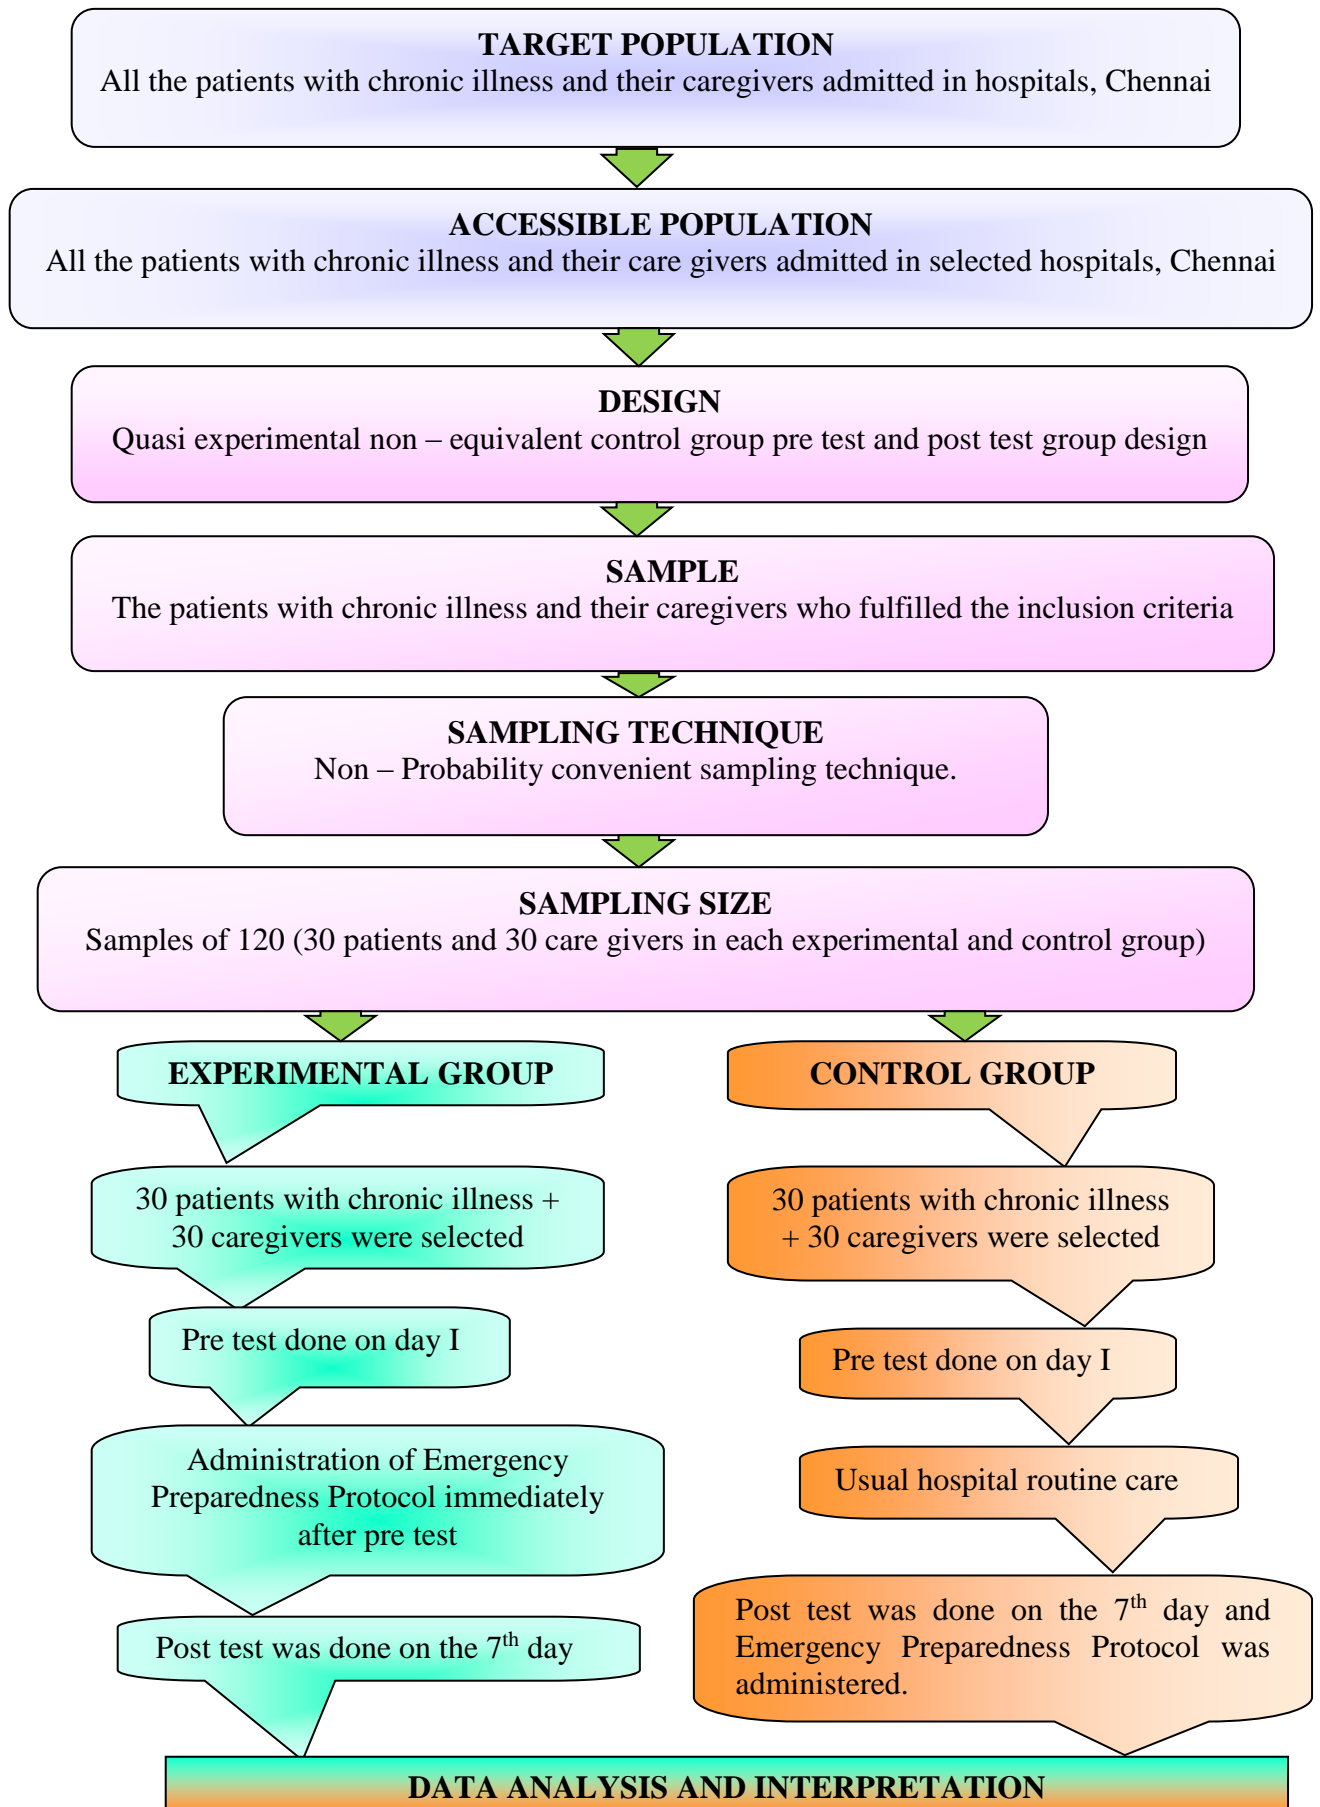 TARGET POPULATION
All the patients with chronic illness and their caregivers admitted in hospitals, Chennai
ACCESSIBLE POPULATION
All the patients with chronic illness and their care givers admitted in selected hospitals, Chennai
DESIGN
Quasi experimental non – equivalent control group pre test and post test group design
SAMPLE
The patients with chronic illness and their caregivers who fulfilled the inclusion criteria
SAMPLING TECHNIQUE
Non – Probability convenient sampling technique.
SAMPLING SIZE
Samples of 120 (30 patients and 30 care givers in each experimental and control group)
EXPERIMENTAL GROUP
30 patients with chronic illness +
30 caregivers were selected
Pre test done on day I
Administration of Emergency
Preparedness Protocol immediately
after pre test
Post test was done on the 7th day
CONTROL GROUP
30 patients with chronic illness
+ 30 caregivers were selected
Pre test done on day I
Usual hospital routine care
Post test was done on the 7th day and
Emergency Preparedness Protocol was
administered.
DATA ANALYSIS AND INTERPRETATION